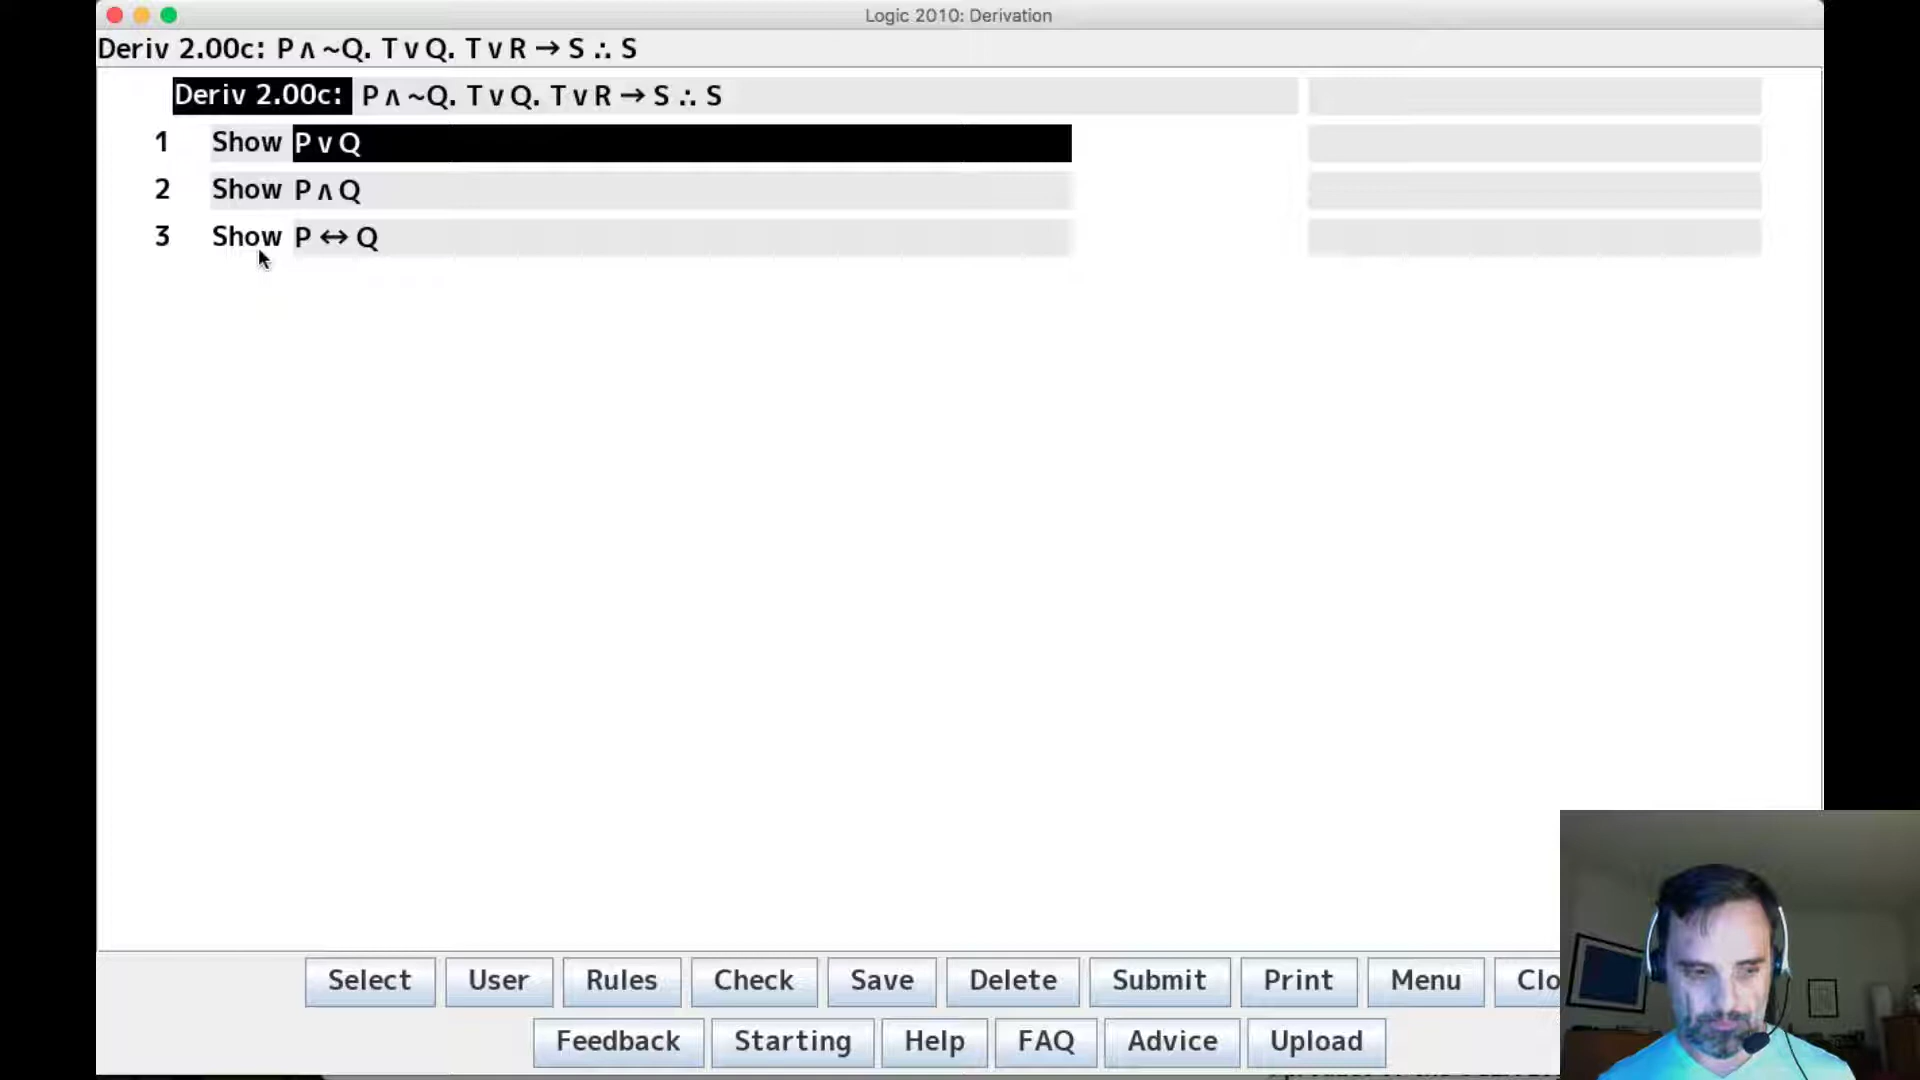 Logic 2010: Derivation
Deriv 2.00c: P ∧ ~Q. T ∨ Q. T ∨ R → S ∴ S
Deriv 2.00c: P ∧ ~Q. T ∨ Q. T ∨ R → S ∴ S
1 Show P ∨ Q
2 Show P ∧ Q
3 Show P ↔ Q
Select User Rules Check Save Delete Submit Print Menu Clo
Feedback Starting Help FAQ Advice Upload